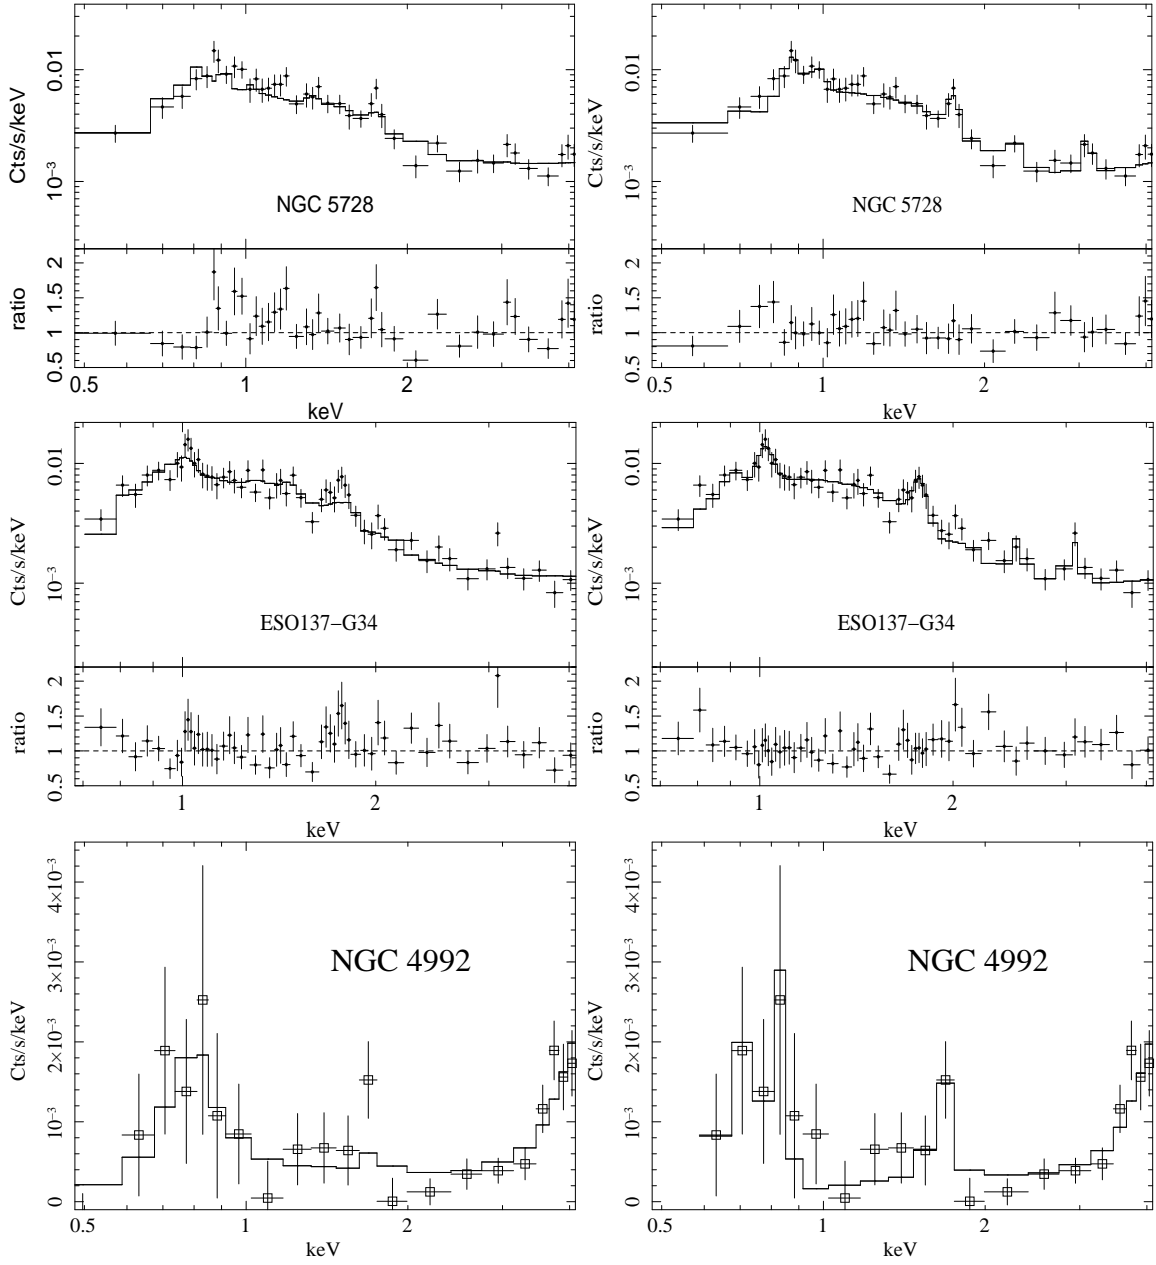 Cts/s/keV
0.01
10⁻³
NGC 5728
ratio
2
1.5
1
0.5
0.5
1
2
keV
Cts/s/keV
0.01
10⁻³
NGC 5728
ratio
2
1.5
1
0.5
0.5
1
2
keV
Cts/s/keV
0.01
10⁻³
ESO137−G34
ratio
2
1.5
1
0.5
1
2
keV
Cts/s/keV
0.01
10⁻³
ESO137−G34
ratio
2
1.5
1
0.5
1
2
keV
Cts/s/keV
4×10⁻³
3×10⁻³
2×10⁻³
10⁻³
0
NGC 4992
0.5
1
2
keV
Cts/s/keV
4×10⁻³
3×10⁻³
2×10⁻³
10⁻³
0
NGC 4992
0.5
1
2
keV